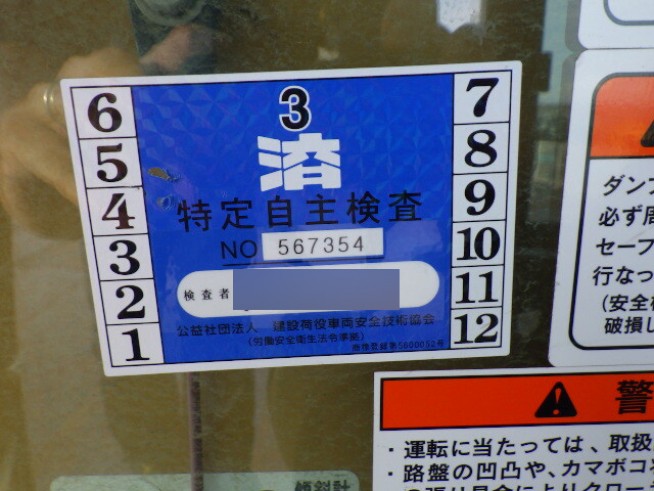 3
済
特定自主検査
NO 567354
検査者
公益社団法人 建設荷役車両安全技術協会
(労働安全衛生法令準拠)
6
5
4
3
2
1
7
8
9
10
11
12
ダンプ
必ず周
セーフ
行なっ
(安全
破損し
警
・運転に当たっては、取扱
・路盤の凹凸や、カマボコ
傾斜計